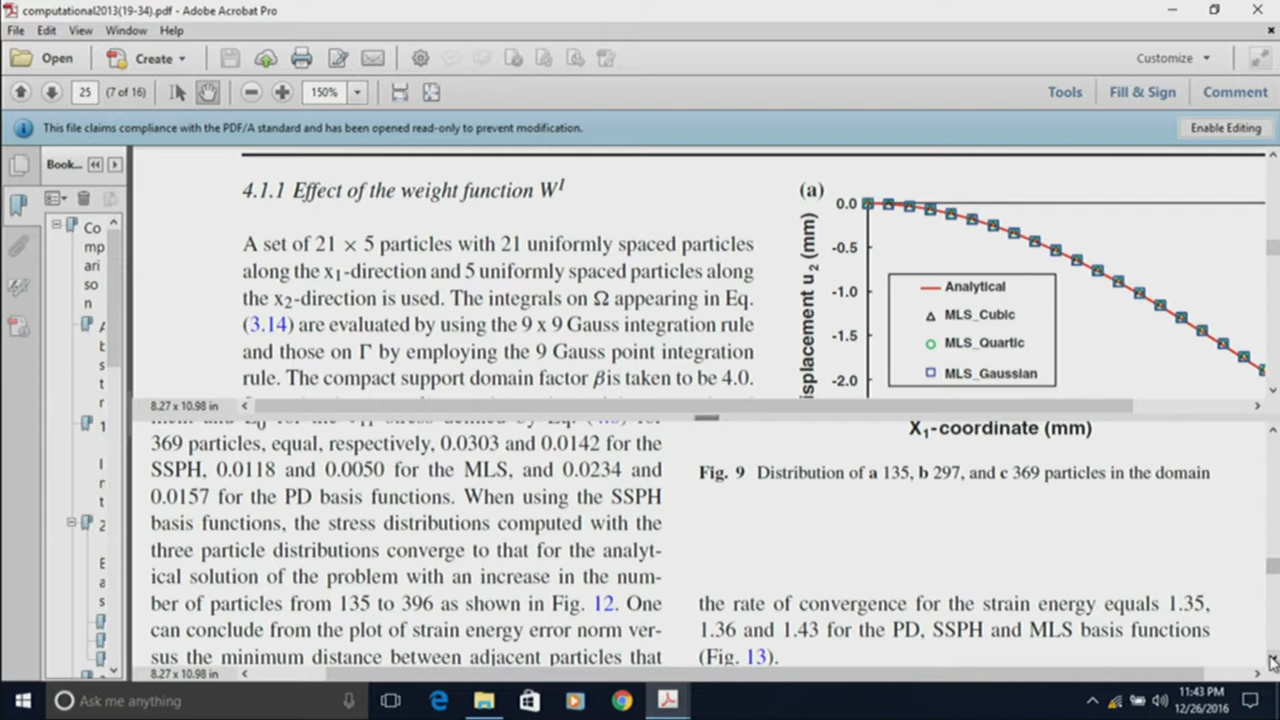 computational2013(19-34).pdf - Adobe Acrobat Pro
File Edit View Window Help
Open Create Customize
25 (7 of 16) 150% Tools Fill & Sign Comment
This file claims compliance with the PDF/A standard and has been opened read-only to prevent modification. Enable Editing
Book...
Co
mp
ari
so
n
4.1.1 Effect of the weight function W^I
A set of 21 × 5 particles with 21 uniformly spaced particles
along the x₁-direction and 5 uniformly spaced particles along
the x₂-direction is used. The integrals on Ω appearing in Eq.
(3.14) are evaluated by using the 9 x 9 Gauss integration rule
and those on Γ by employing the 9 Gauss point integration
rule. The compact support domain factor β is taken to be 4.0.
(a)
isplacement u₂ (mm)
0.0
-0.5
-1.0
-1.5
-2.0
Analytical
MLS_Cubic
MLS_Quartic
MLS_Gaussian
8.27 x 10.98 in
369 particles, equal, respectively, 0.0303 and 0.0142 for the
SSPH, 0.0118 and 0.0050 for the MLS, and 0.0234 and
0.0157 for the PD basis functions. When using the SSPH
basis functions, the stress distributions computed with the
three particle distributions converge to that for the analyt-
ical solution of the problem with an increase in the num-
ber of particles from 135 to 396 as shown in Fig. 12. One
can conclude from the plot of strain energy error norm ver-
sus the minimum distance between adjacent particles that
X₁-coordinate (mm)
Fig. 9 Distribution of a 135, b 297, and c 369 particles in the domain
the rate of convergence for the strain energy equals 1.35,
1.36 and 1.43 for the PD, SSPH and MLS basis functions
(Fig. 13).
8.27 x 10.98 in
Ask me anything
11:43 PM
12/26/2016